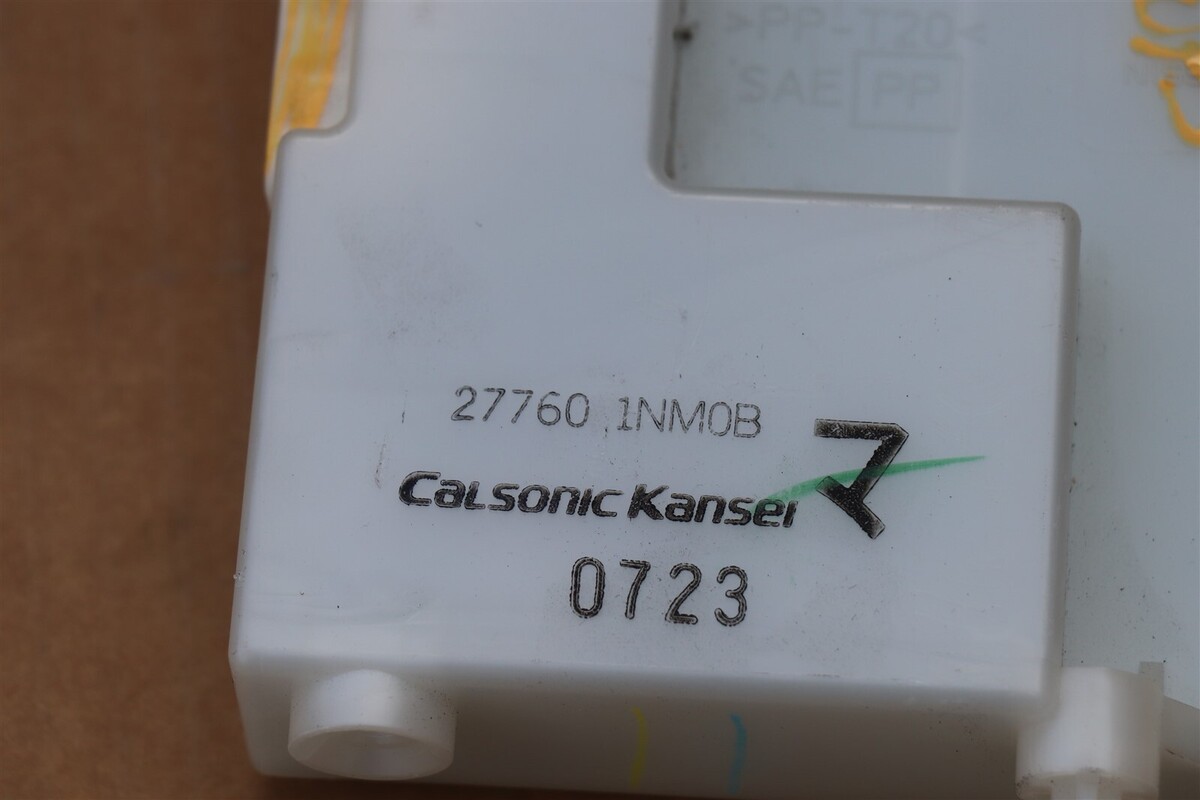 >PP-T20<
SAE PP
27760 1NM0B
CALSONIC KANSEI
0723